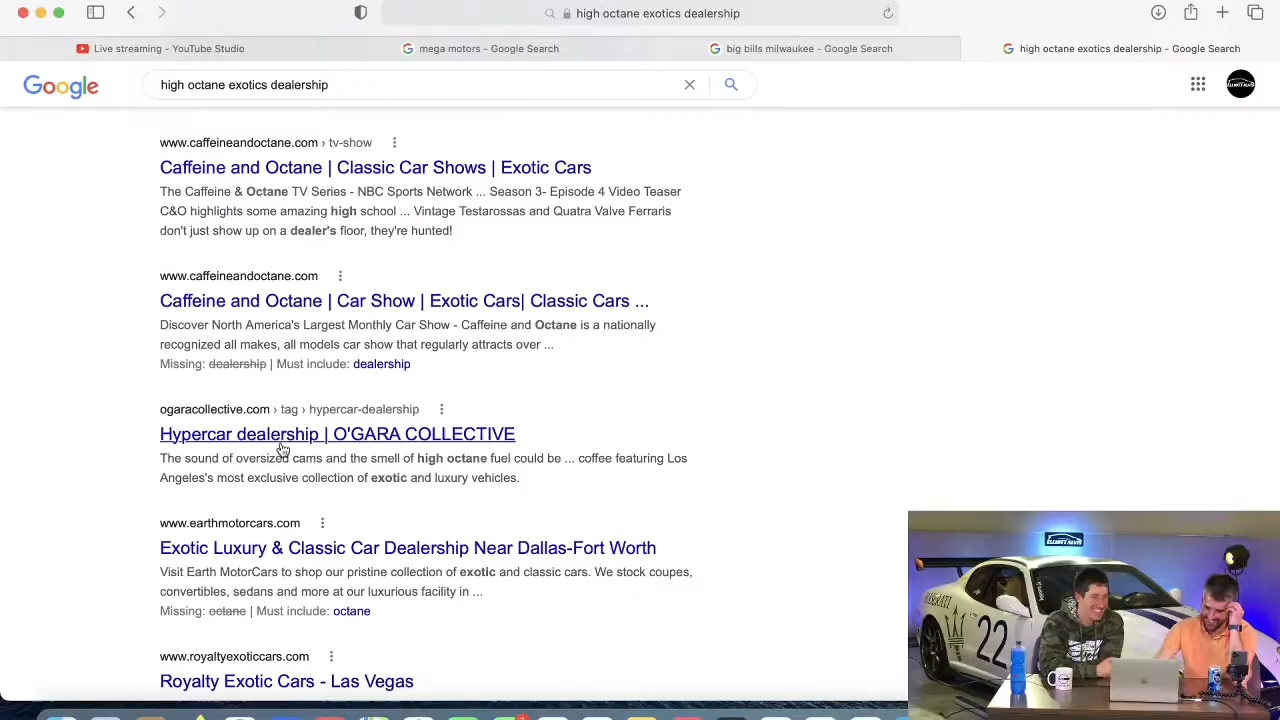 high octane exotics dealership
Live streaming - YouTube Studio
mega motors - Google Search
big bills milwaukee - Google Search
high octane exotics dealership - Google Search
Google
high octane exotics dealership
www.caffeineandoctane.com › tv-show
Caffeine and Octane | Classic Car Shows | Exotic Cars
The Caffeine & Octane TV Series - NBC Sports Network ... Season 3- Episode 4 Video Teaser
C&O highlights some amazing high school ... Vintage Testarossas and Quatra Valve Ferraris
don't just show up on a dealer's floor, they're hunted!
www.caffeineandoctane.com
Caffeine and Octane | Car Show | Exotic Cars| Classic Cars ...
Discover North America's Largest Monthly Car Show - Caffeine and Octane is a nationally
recognized all makes, all models car show that regularly attracts over ...
Missing: dealership | Must include: dealership
ogaracollective.com › tag › hypercar-dealership
Hypercar dealership | O'GARA COLLECTIVE
The sound of oversized cams and the smell of high octane fuel could be ... coffee featuring Los
Angeles's most exclusive collection of exotic and luxury vehicles.
www.earthmotorcars.com
Exotic Luxury & Classic Car Dealership Near Dallas-Fort Worth
Visit Earth MotorCars to shop our pristine collection of exotic and classic cars. We stock coupes,
convertibles, sedans and more at our luxurious facility in ...
Missing: octane | Must include: octane
www.royaltyexoticcars.com
Royalty Exotic Cars - Las Vegas
ELLIOTT ALVIS
MASERATI
22